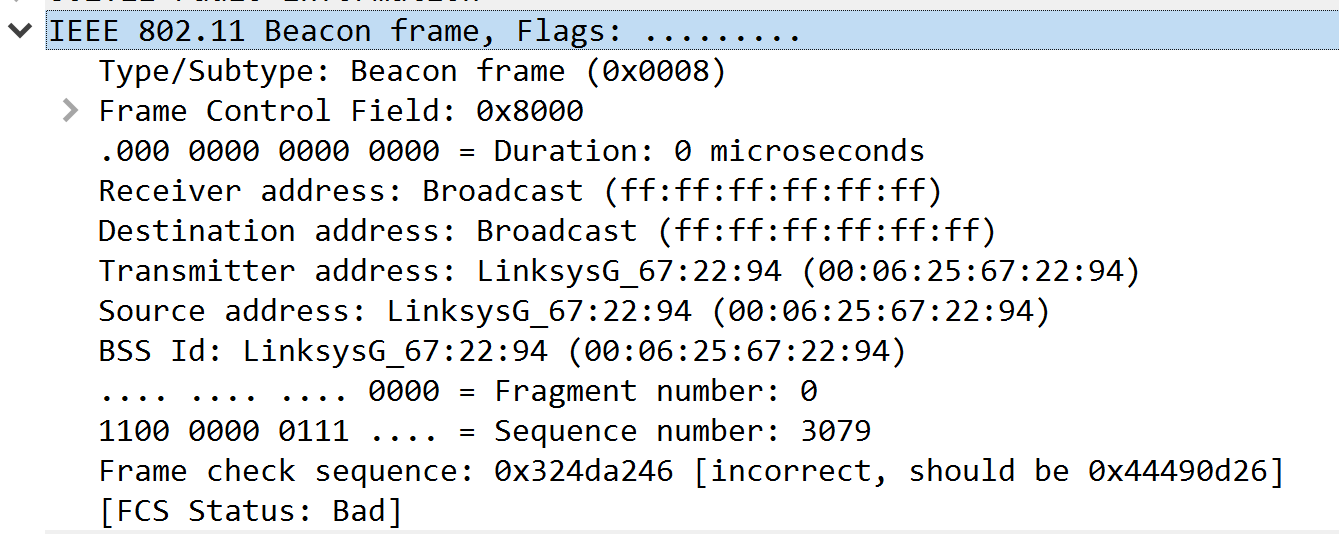 IEEE 802.11 Beacon frame, Flags: .........
Type/Subtype: Beacon frame (0x0008)
Frame Control Field: 0x8000
.000 0000 0000 0000 = Duration: 0 microseconds
Receiver address: Broadcast (ff:ff:ff:ff:ff:ff)
Destination address: Broadcast (ff:ff:ff:ff:ff:ff)
Transmitter address: LinksysG_67:22:94 (00:06:25:67:22:94)
Source address: LinksysG_67:22:94 (00:06:25:67:22:94)
BSS Id: LinksysG_67:22:94 (00:06:25:67:22:94)
.... .... .... 0000 = Fragment number: 0
1100 0000 0111 .... = Sequence number: 3079
Frame check sequence: 0x324da246 [incorrect, should be 0x44490d26]
[FCS Status: Bad]